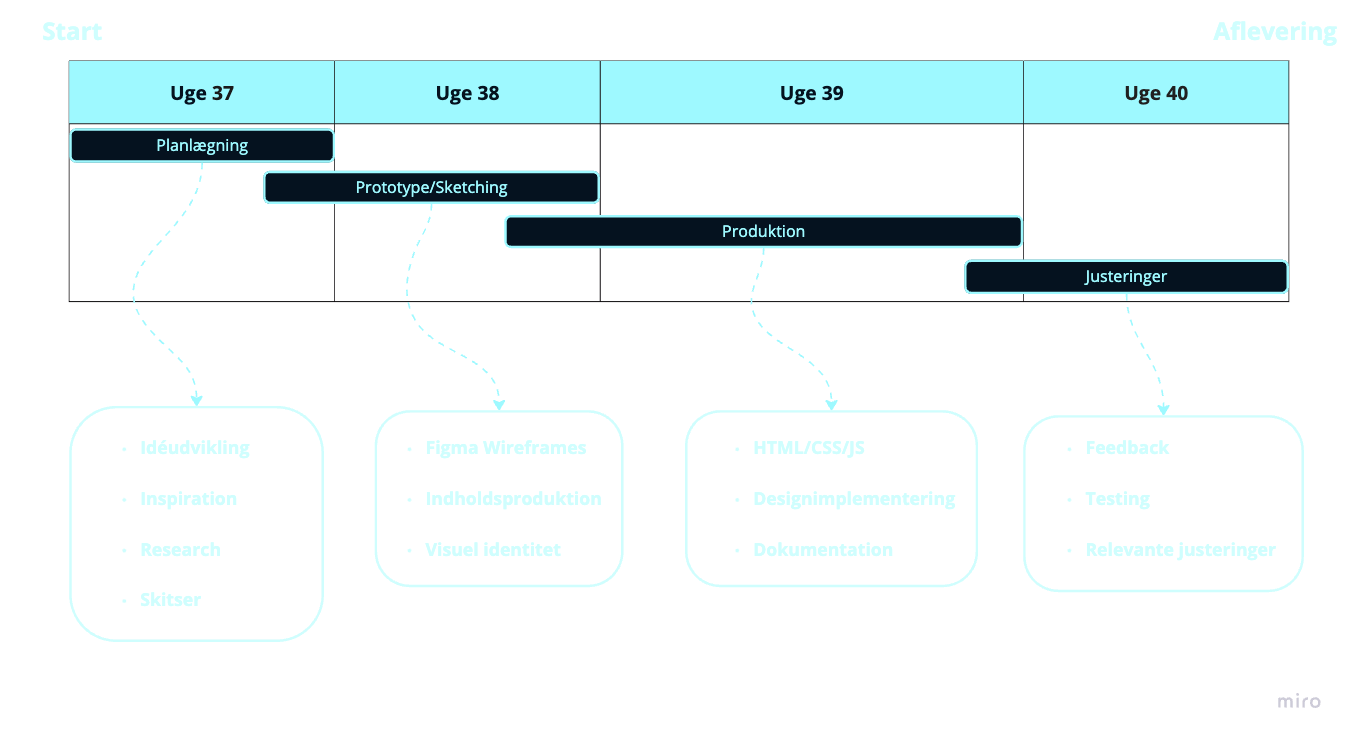 Start
Aflevering
Uge 37
Uge 38
Uge 39
Uge 40
Planlægning
Prototype/Sketching
Produktion
Justeringer
· Idéudvikling
· Inspiration
· Research
· Skitser
· Figma Wireframes
· Indholdsproduktion
· Visuel identitet
· HTML/CSS/JS
· Designimplementering
· Dokumentation
· Feedback
· Testing
· Relevante justeringer
miro